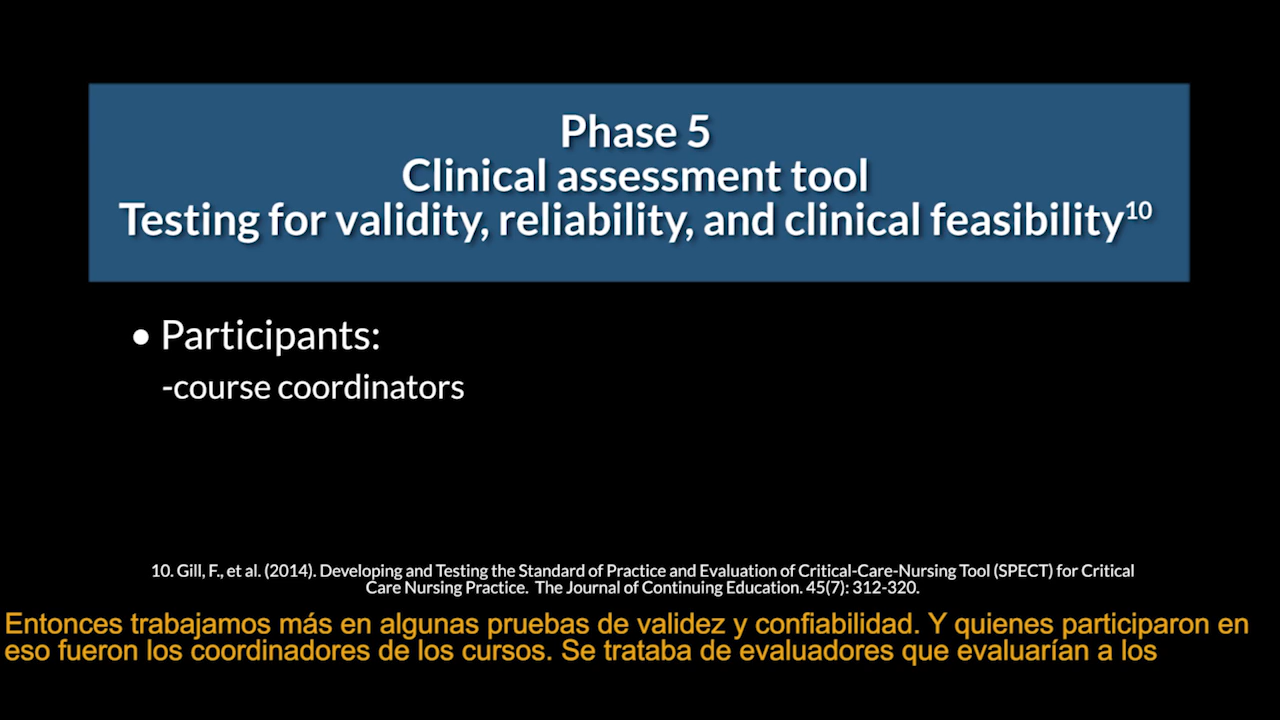 Phase 5
Clinical assessment tool
Testing for validity, reliability, and clinical feasibility10
• Participants:
-course coordinators
10. Gill, F., et al. (2014). Developing and Testing the Standard of Practice and Evaluation of Critical-Care-Nursing Tool (SPECT) for Critical
Care Nursing Practice. The Journal of Continuing Education. 45(7): 312-320.
Entonces trabajamos más en algunas pruebas de validez y confiabilidad. Y quienes participaron en
eso fueron los coordinadores de los cursos. Se trataba de evaluadores que evaluarían a los